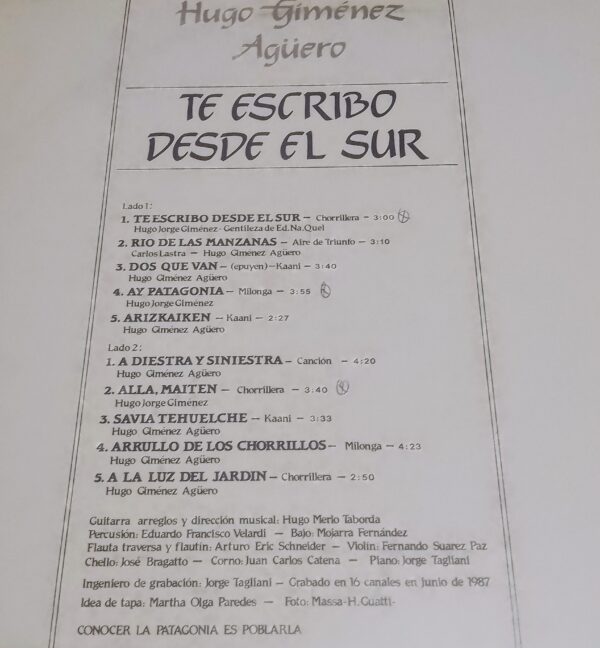 Hugo Giménez
Agüero
TE ESCRIBO
DESDE EL SUR
Lado 1:
1. TE ESCRIBO DESDE EL SUR – Chorrillera – 3:00
Hugo Jorge Giménez - Gentileza de Ed. Na. Quel
2. RIO DE LAS MANZANAS – Aire de Triunfo – 3:10
Carlos Lastra – Hugo Giménez Agüero
3. DOS QUE VAN – (epuyen) – Kaani – 3:40
Hugo Giménez Agüero
4. AY PATAGONIA – Milonga – 3:55
Hugo Jorge Giménez
5. ARIZKAIKEN – Kaani – 2:27
Hugo Giménez Agüero
Lado 2:
1. A DIESTRA Y SINIESTRA – Canción – 4:20
Hugo Giménez Agüero
2. ALLA, MAITEN – Chorrillera – 3:40
Hugo Jorge Giménez
3. SAVIA TEHUELCHE – Kaani – 3:33
Hugo Giménez Agüero
4. ARRULLO DE LOS CHORRILLOS – Milonga – 4:23
Hugo Giménez Agüero
5. A LA LUZ DEL JARDIN – Chorrillera – 2:50
Hugo Giménez Agüero
Guitarra arreglos y dirección musical: Hugo Merlo Taborda
Percusión: Eduardo Francisco Velardi – Bajo: Mojarra Fernández
Flauta traversa y flautín: Arturo Eric Schneider – Violín: Fernando Suarez Paz
Chello: José Bragatto – Corno: Juan Carlos Catena – Piano: Jorge Tagliani
Ingeniero de grabación: Jorge Tagliani – Grabado en 16 canales en Junio de 1987
Idea de tapa: Martha Olga Paredes – Foto: Massa-H. Guatti-
CONOCER LA PATAGONIA ES POBLARLA